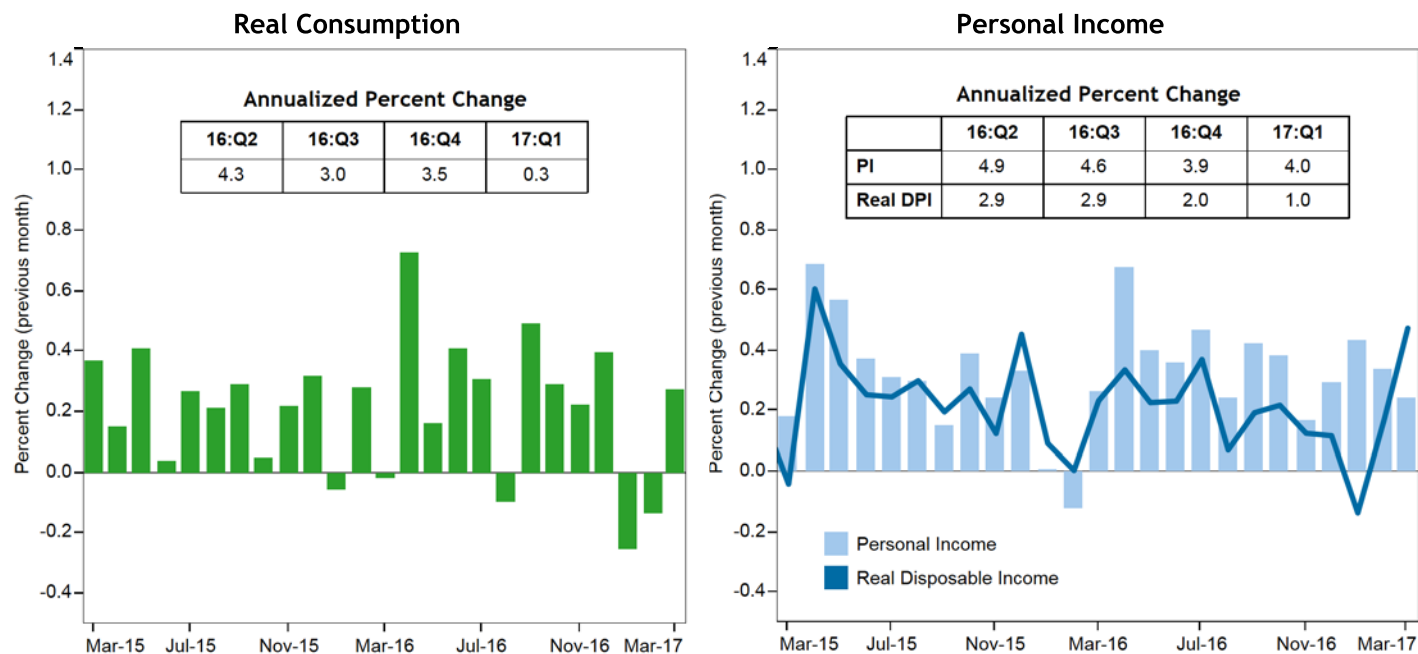 Real Consumption
1.4
1.2
1.0
0.8
0.6
0.4
0.2
0.0
-0.2
-0.4
Percent Change (previous month)
Annualized Percent Change
16:Q2 16:Q3 16:Q4 17:Q1
4.3 3.0 3.5 0.3
Mar-15 Jul-15 Nov-15 Mar-16 Jul-16 Nov-16 Mar-17
Personal Income
1.4
1.2
1.0
0.8
0.6
0.4
0.2
0.0
-0.2
-0.4
Percent Change (previous month)
Annualized Percent Change
16:Q2 16:Q3 16:Q4 17:Q1
PI 4.9 4.6 3.9 4.0
Real DPI 2.9 2.9 2.0 1.0
Personal Income
Real Disposable Income
Mar-15 Jul-15 Nov-15 Mar-16 Jul-16 Nov-16 Mar-17